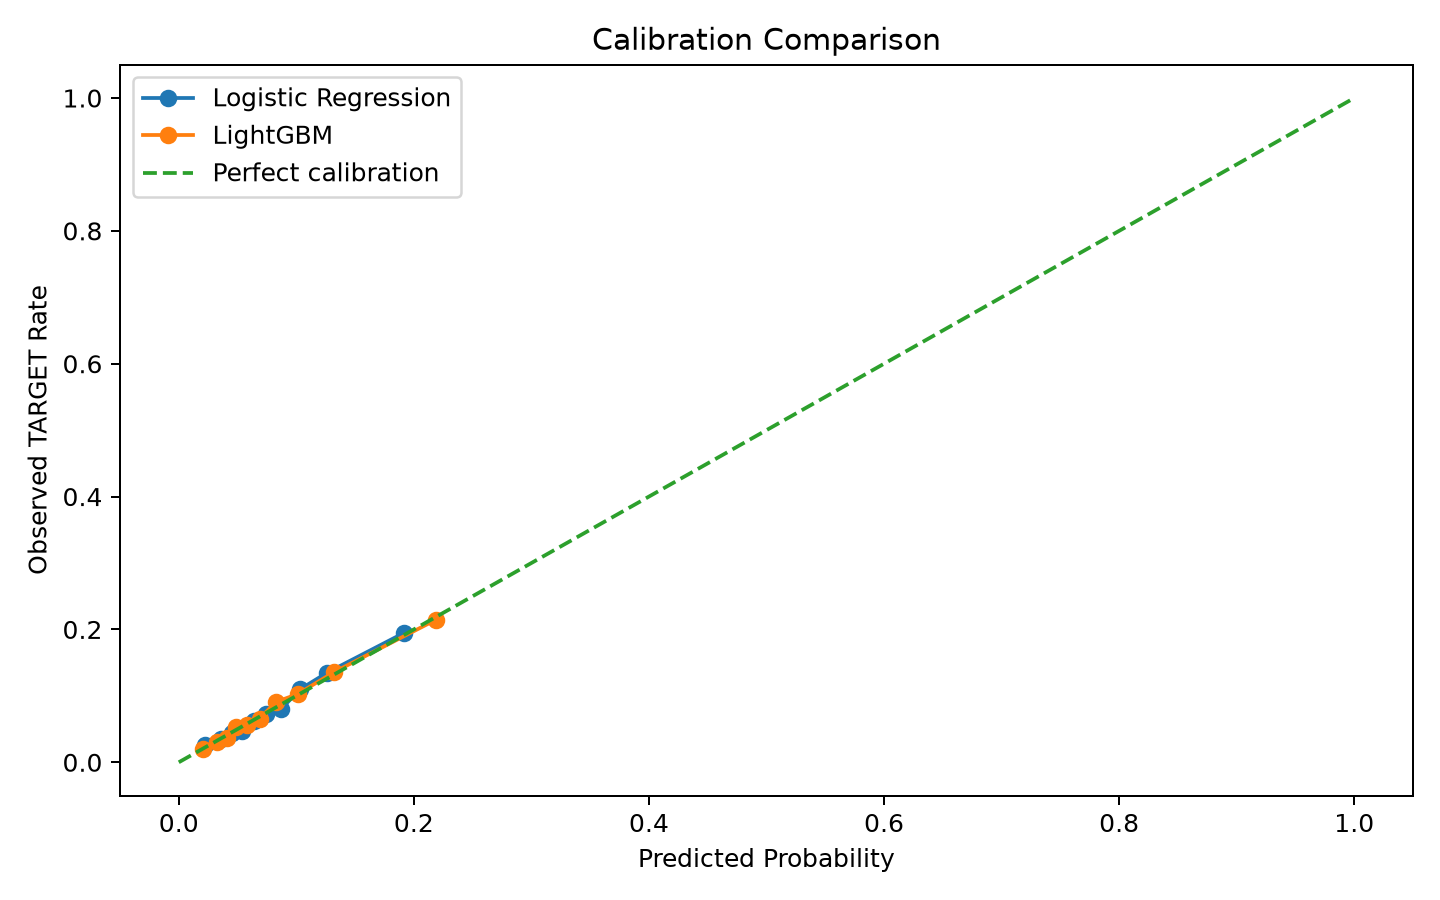 Calibration Comparison
Logistic Regression
LightGBM
Perfect calibration
Observed TARGET Rate
1.0
0.8
0.6
0.4
0.2
0.0
0.0 0.2 0.4 0.6 0.8 1.0
Predicted Probability